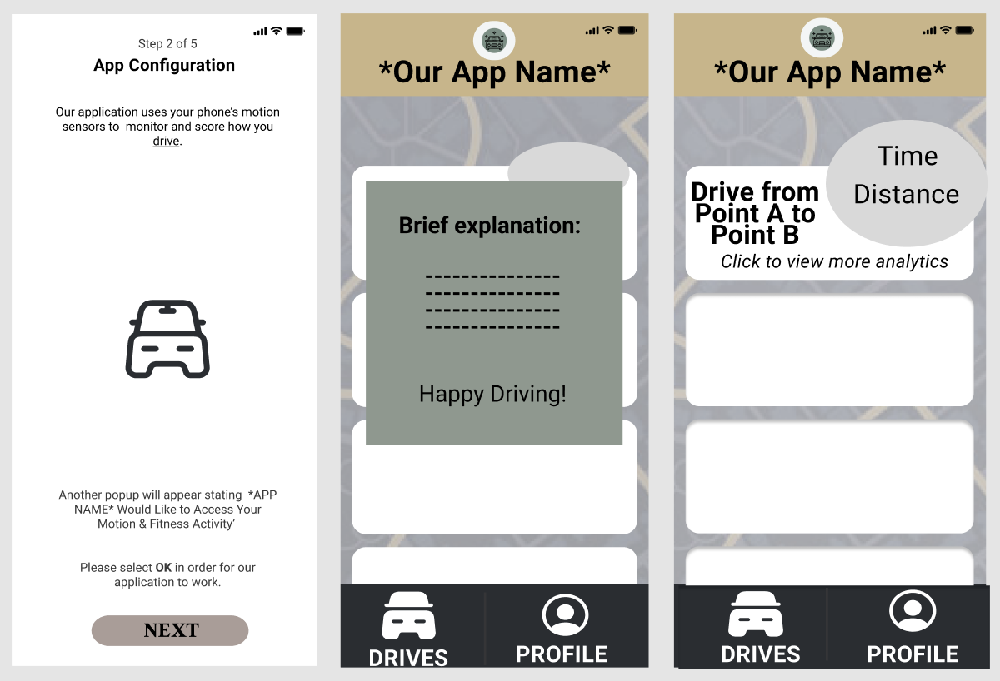 Step 2 of 5
App Configuration
Our application uses your phone's motion
sensors to monitor and score how you
drive.
Another popup will appear stating *APP
NAME* Would Like to Access Your
Motion & Fitness Activity'
Please select OK in order for our
application to work.
NEXT
*Our App Name*
Brief explanation:
---------------
---------------
---------------
---------------
Happy Driving!
DRIVES
PROFILE
*Our App Name*
Time
Distance
Drive from
Point A to
Point B
Click to view more analytics
DRIVES
PROFILE